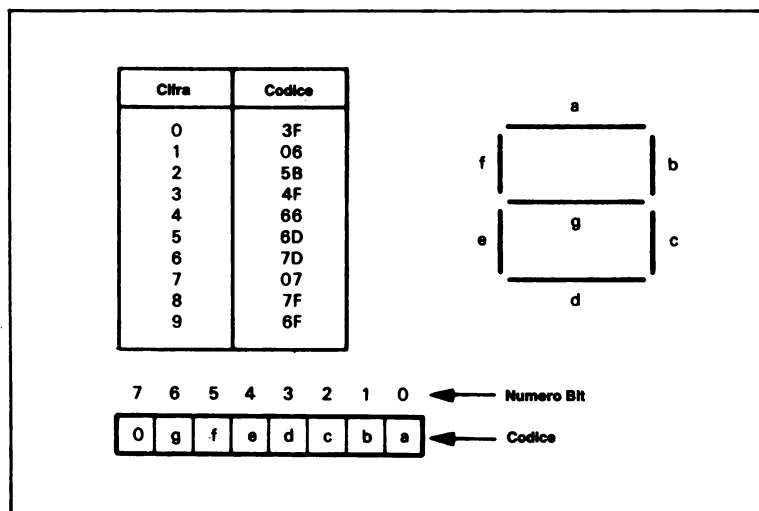 Cifra Codice
0 3F
1 06
2 5B
3 4F
4 66
5 6D
6 7D
7 07
8 7F
9 6F
a
f b
g
e c
d
7 6 5 4 3 2 1 0 Numero Bit
0 g f e d c b a Codice